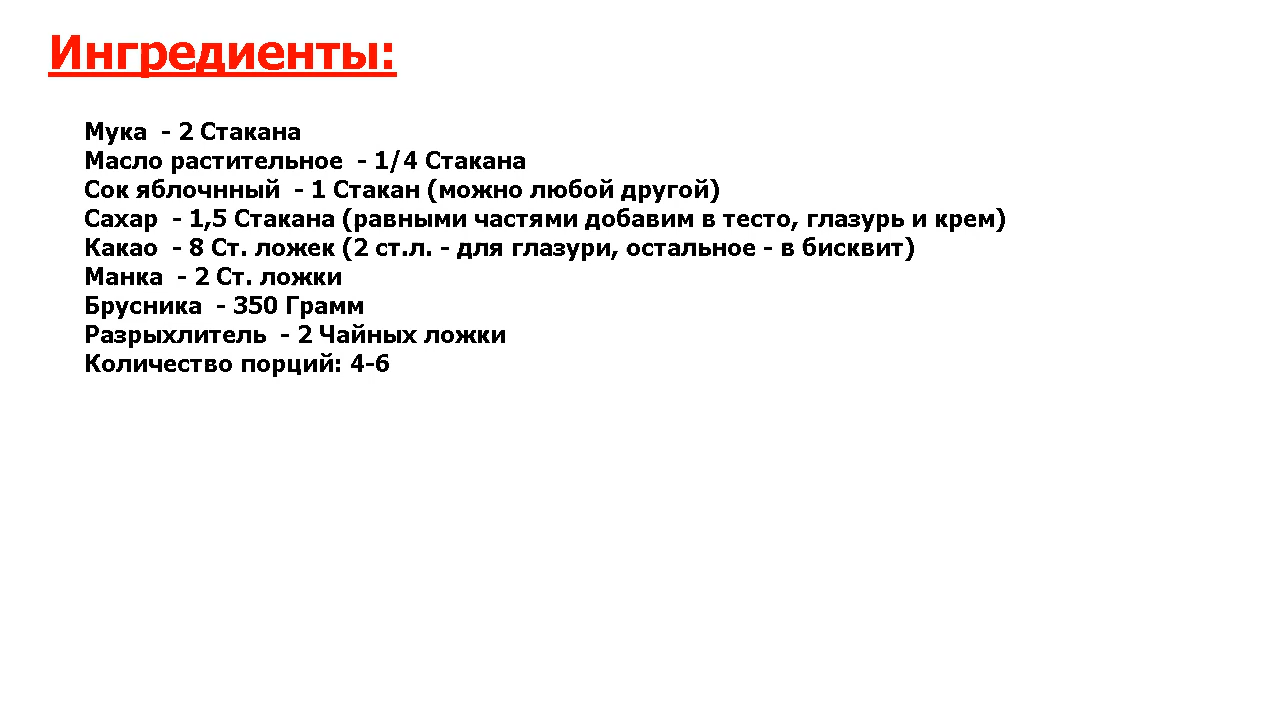 Ингредиенты:
Мука  - 2 Стакана
Масло растительное  - 1/4 Стакана
Сок яблочнный  - 1 Стакан (можно любой другой)
Сахар  - 1,5 Стакана (равными частями добавим в тесто, глазурь и крем)
Какао  - 8 Ст. ложек (2 ст.л. - для глазури, остальное - в бисквит)
Манка  - 2 Ст. ложки
Брусника  - 350 Грамм
Разрыхлитель  - 2 Чайных ложки
Количество порций: 4-6